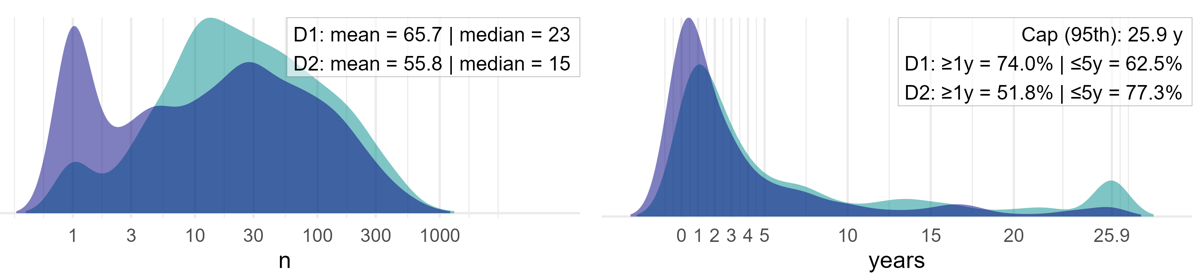 D1: mean = 65.7 | median = 23
D2: mean = 55.8 | median = 15
1 3 10 30 100 300 1000
n
Cap (95th): 25.9 y
D1: ≥1y = 74.0% | ≤5y = 62.5%
D2: ≥1y = 51.8% | ≤5y = 77.3%
0 1 2 3 4 5 10 15 20 25.9
years